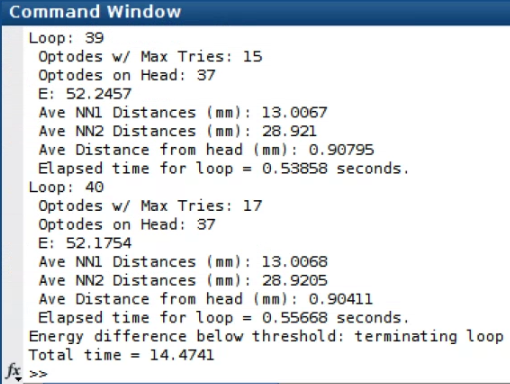 Command Window
Loop: 39
Optodes w/ Max Tries: 15
Optodes on Head: 37
E: 52.2457
Ave NN1 Distances (mm): 13.0067
Ave NN2 Distances (mm): 28.921
Ave Distance from head (mm): 0.90795
Elapsed time for loop = 0.53858 seconds.
Loop: 40
Optodes w/ Max Tries: 17
Optodes on Head: 37
E: 52.1754
Ave NN1 Distances (mm): 13.0068
Ave NN2 Distances (mm): 28.9205
Ave Distance from head (mm): 0.90411
Elapsed time for loop = 0.55668 seconds.
Energy difference below threshold: terminating loop
Total time = 14.4741
fx >>